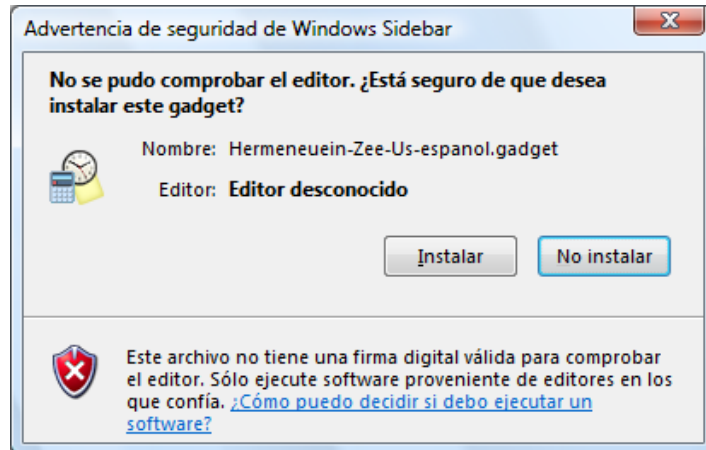 Advertencia de seguridad de Windows Sidebar
No se pudo comprobar el editor. ¿Está seguro de que desea
instalar este gadget?
Nombre: Hermeneuein-Zee-Us-espanol.gadget
Editor: Editor desconocido
Instalar No instalar
Este archivo no tiene una firma digital válida para comprobar
el editor. Sólo ejecute software proveniente de editores en los
que confía. ¿Cómo puedo decidir si debo ejecutar un
software?